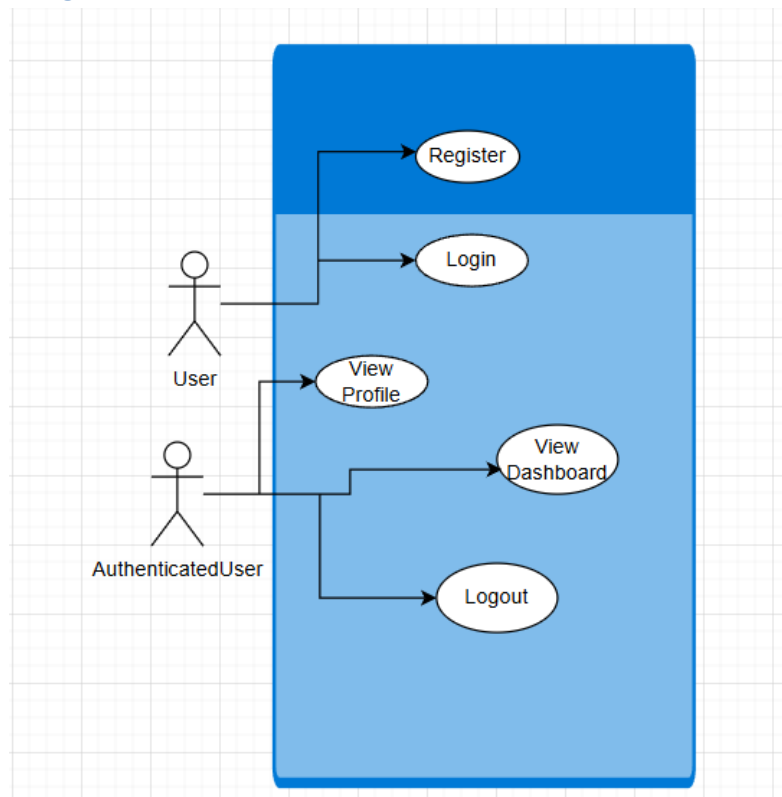 Register
Login
User
View
Profile
View
Dashboard
AuthenticatedUser
Logout